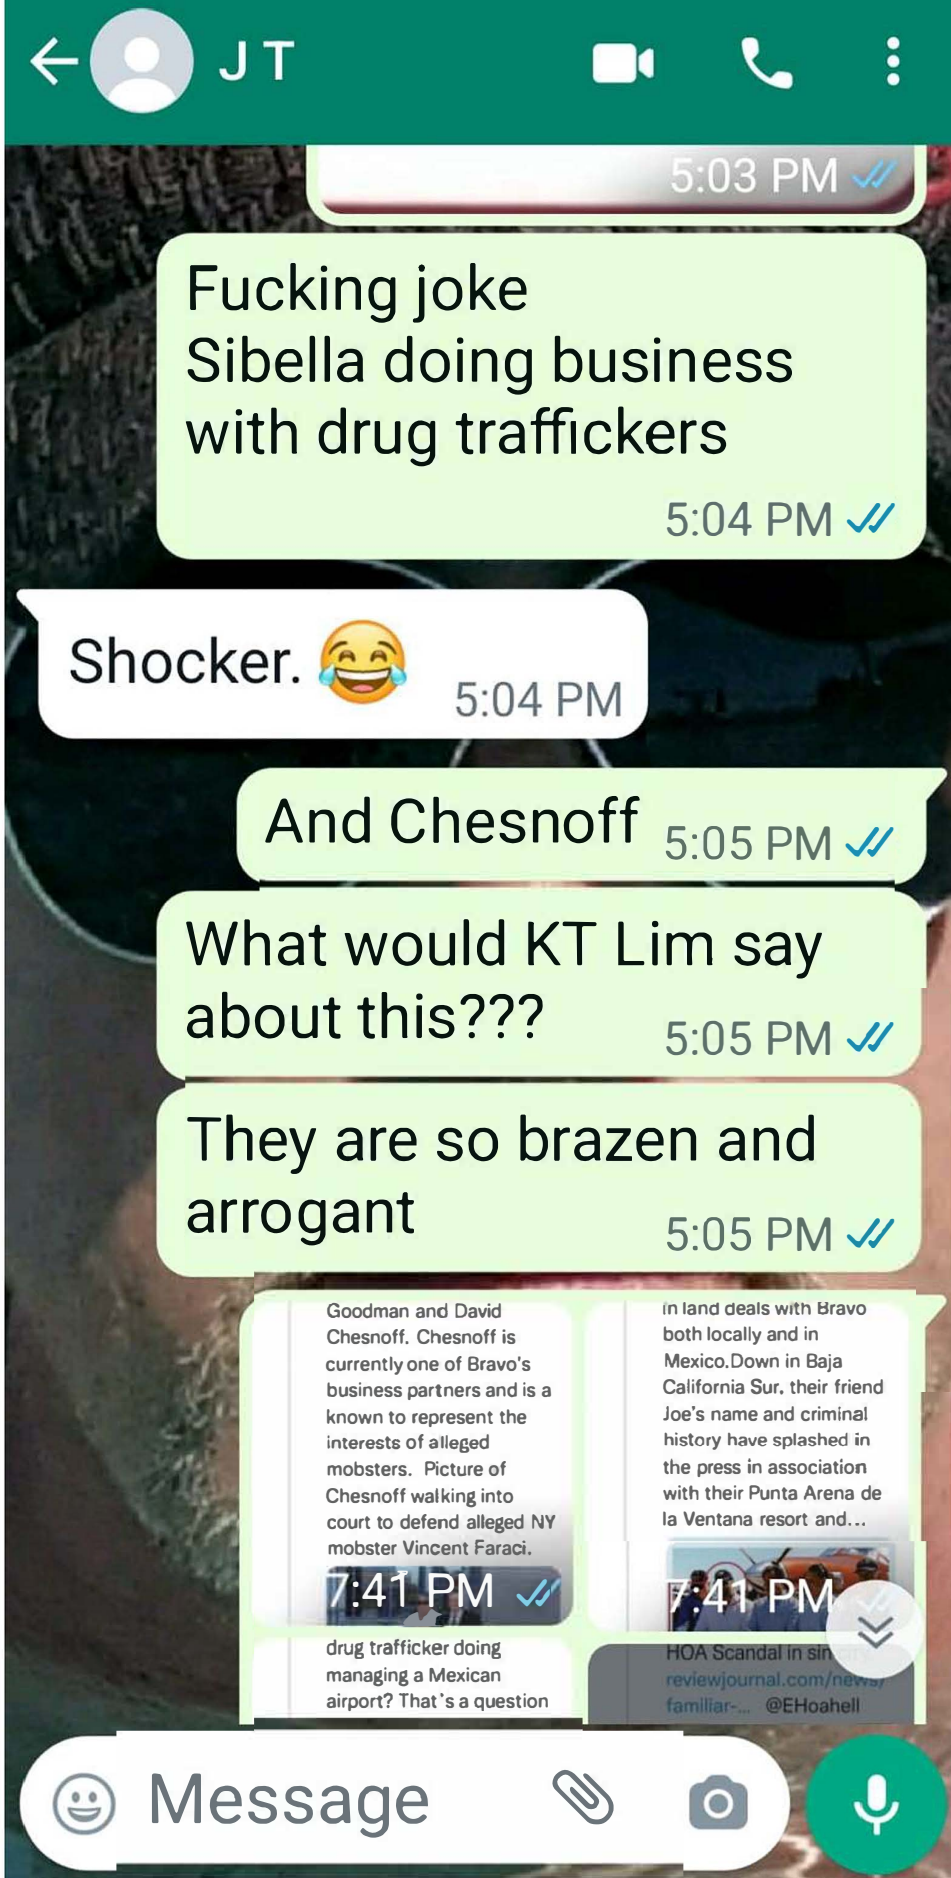 J T
5:03 PM
Fucking joke
Sibella doing business
with drug traffickers
5:04 PM
Shocker. 😂
5:04 PM
And Chesnoff
5:05 PM
What would KT Lim say
about this???
5:05 PM
They are so brazen and
arrogant
5:05 PM
Goodman and David
Chesnoff. Chesnoff is
currently one of Bravo's
business partners and is a
known to represent the
interests of alleged
mobsters. Picture of
Chesnoff walking into
court to defend alleged NY
mobster Vincent Faraci.
7:41 PM
in land deals with Bravo
both locally and in
Mexico.Down in Baja
California Sur, their friend
Joe's name and criminal
history have splashed in
the press in association
with their Punta Arena de
la Ventana resort and...
7:41 PM
drug trafficker doing
managing a Mexican
airport? That's a question
HOA Scandal in sin
reviewjournal.com/news/
familiar-... @EHoahell
Message